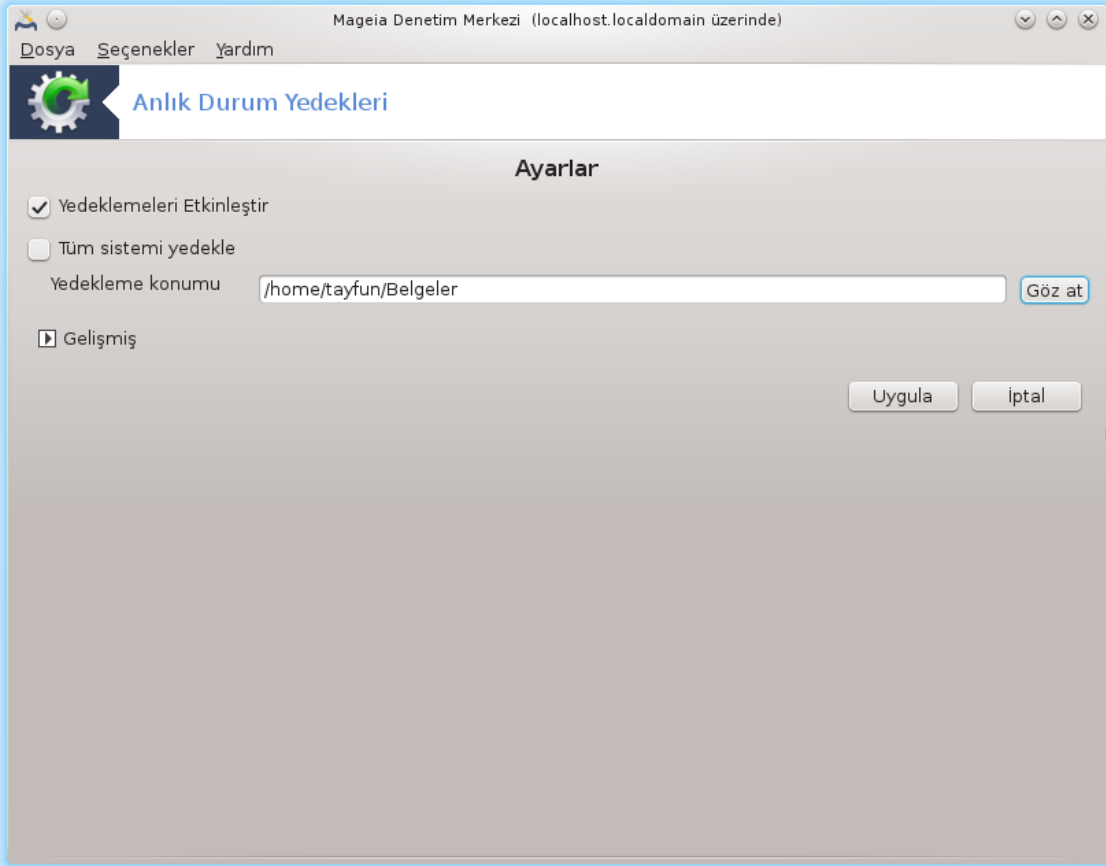 Mageia Denetim Merkezi (localhost.localdomain üzerinde)
Dosya Seçenekler Yardım
Anlık Durum Yedekleri
Ayarlar
Yedeklemeleri Etkinleştir
Tüm sistemi yedekle
Yedekleme konumu /home/tayfun/Belgeler Göz at
Gelişmiş
Uygula İptal